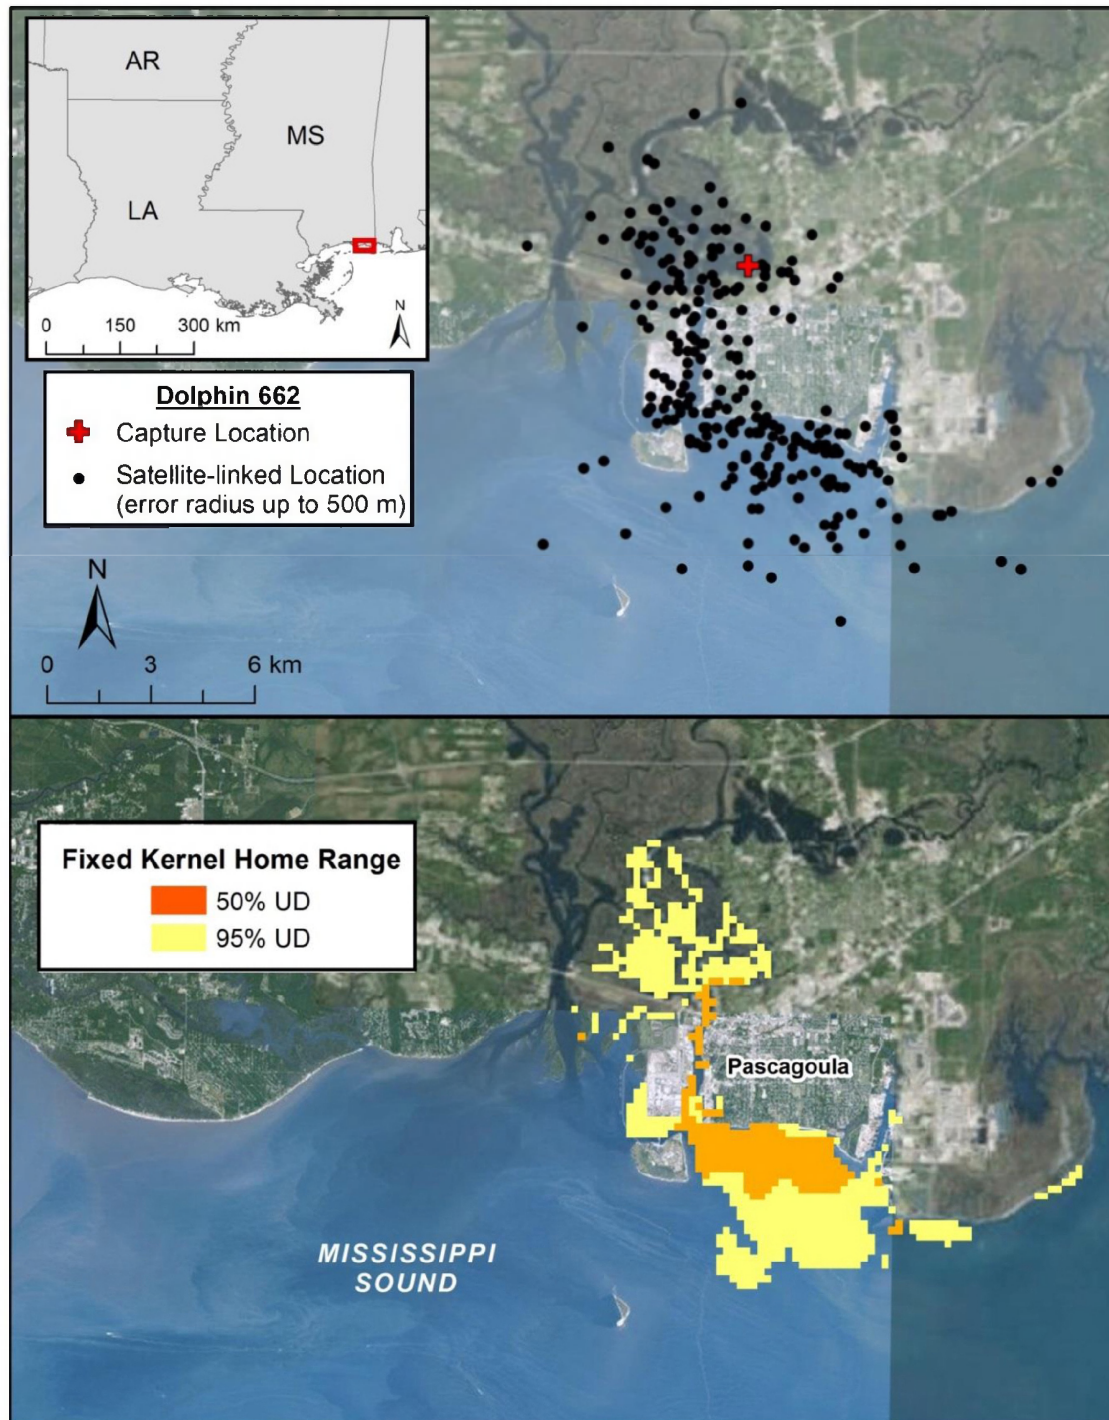 AR
MS
LA
N
0 150 300 km
Dolphin 662
Capture Location
Satellite-linked Location
(error radius up to 500 m)
N
0 3 6 km
Fixed Kernel Home Range
50% UD
95% UD
Pascagoula
MISSISSIPPI
SOUND